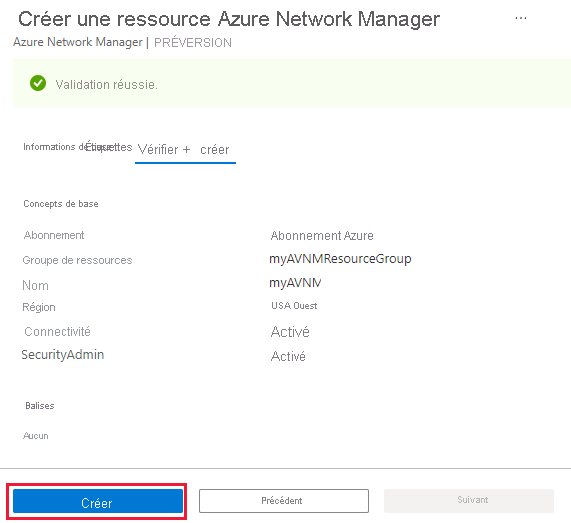 Créer une ressource Azure Network Manager ...
Azure Network Manager | PRÉVERSION
Validation réussie.
Informations de Étiquettes Vérifier + créer
Concepts de base
Abonnement Abonnement Azure
Groupe de ressources myAVNMResourceGroup
Nom myAVNM
Région USA Ouest
Connectivité Activé
SecurityAdmin Activé
Balises
Aucun
Créer Précédent Suivant